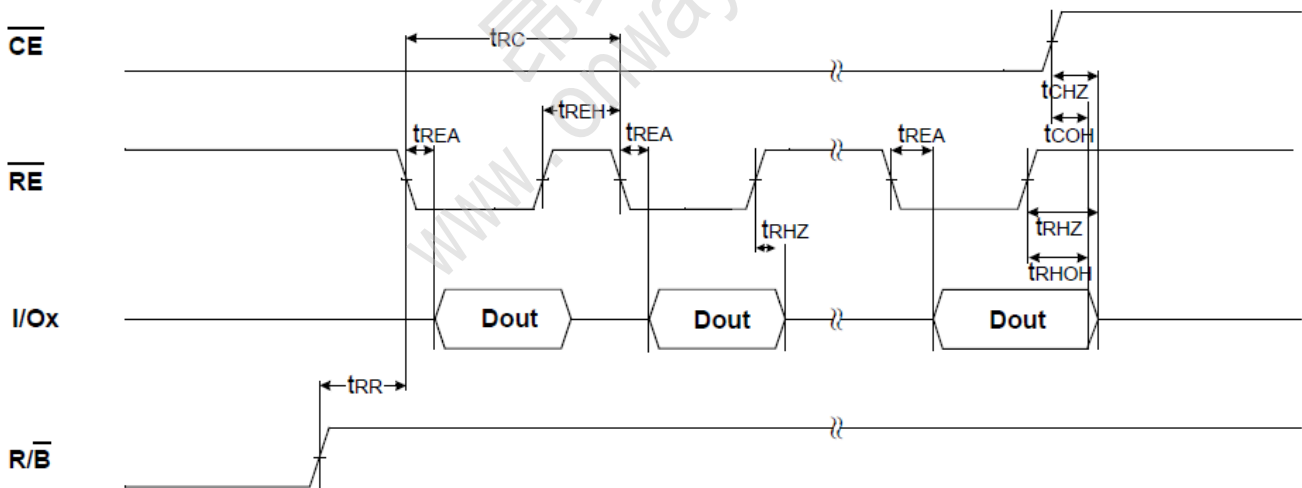 CE
tRC
tCHZ
tREH
tREA
tREA
tREA
tCOH
RE
tRHZ
tRHZ
tRHOH
I/Ox
Dout
Dout
Dout
tRR
R/B